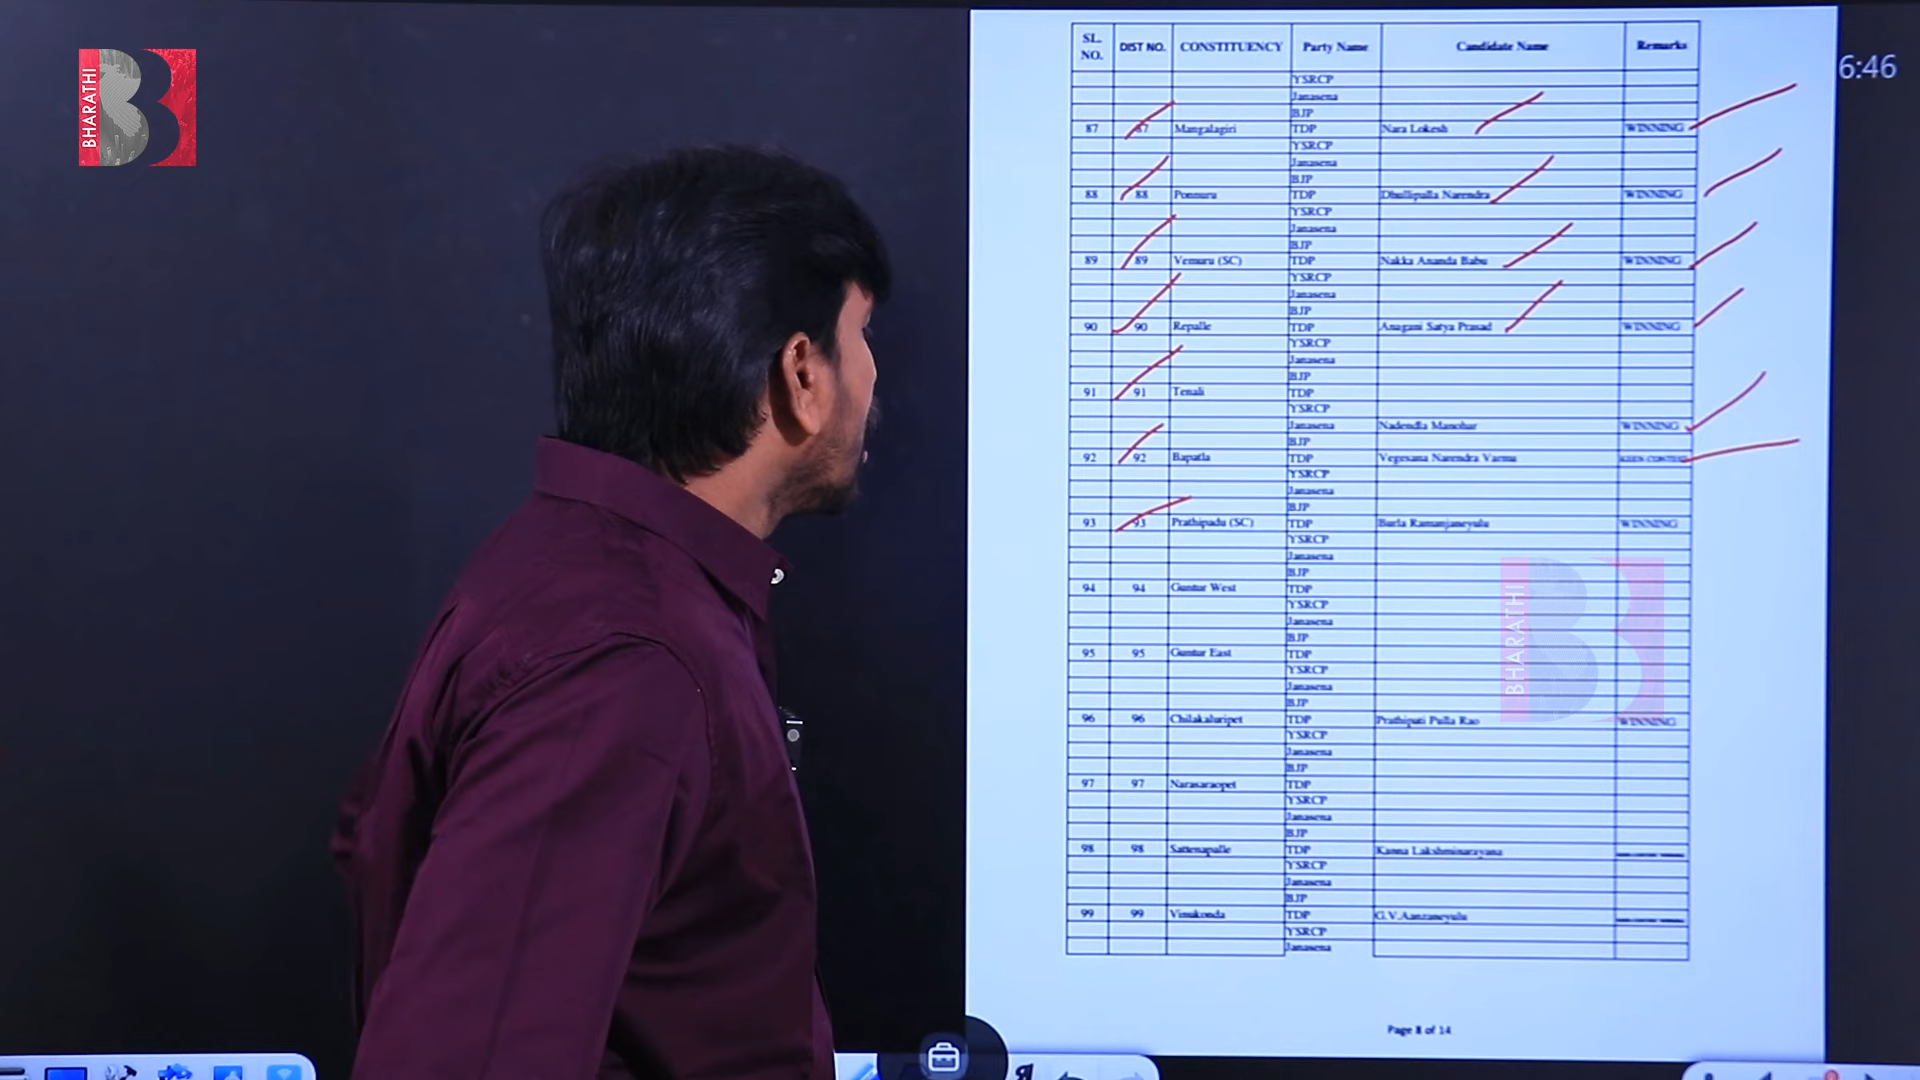 BHARATHI
6:46
SL. NO. DIST NO. CONSTITUENCY Party Name Candidate Name Remarks
YSRCP
Janasena
BJP
87 87 Mangalagiri TDP Nara Lokesh WINNING
YSRCP
Janasena
BJP
88 88 Ponnuru TDP Dhullipalla Narendra WINNING
YSRCP
Janasena
BJP
89 89 Vemuru (SC) TDP Nakka Ananda Babu WINNING
YSRCP
Janasena
BJP
90 90 Repalle TDP Anagani Satya Prasad WINNING
YSRCP
Janasena
BJP
91 91 Tenali TDP
YSRCP
Janasena Nadendla Manohar WINNING
BJP
92 92 Bapatla TDP Vegesana Narendra Varma KEEN CONTEST
YSRCP
Janasena
BJP
93 93 Prathipadu (SC) TDP Burla Ramanjaneyulu WINNING
YSRCP
Janasena
BJP
94 94 Guntur West TDP
YSRCP
Janasena
BJP
95 95 Guntur East TDP
YSRCP
Janasena
BJP
96 96 Chilakaluripet TDP Prathipati Pulla Rao WINNING
YSRCP
Janasena
BJP
97 97 Narasaraopet TDP
YSRCP
Janasena
BJP
98 98 Sattenapalle TDP Kanna Lakshminarayana
YSRCP
Janasena
BJP
99 99 Vinukonda TDP G.V.Aanzaneyulu
YSRCP
Janasena
BHARATHI
Page 8 of 14